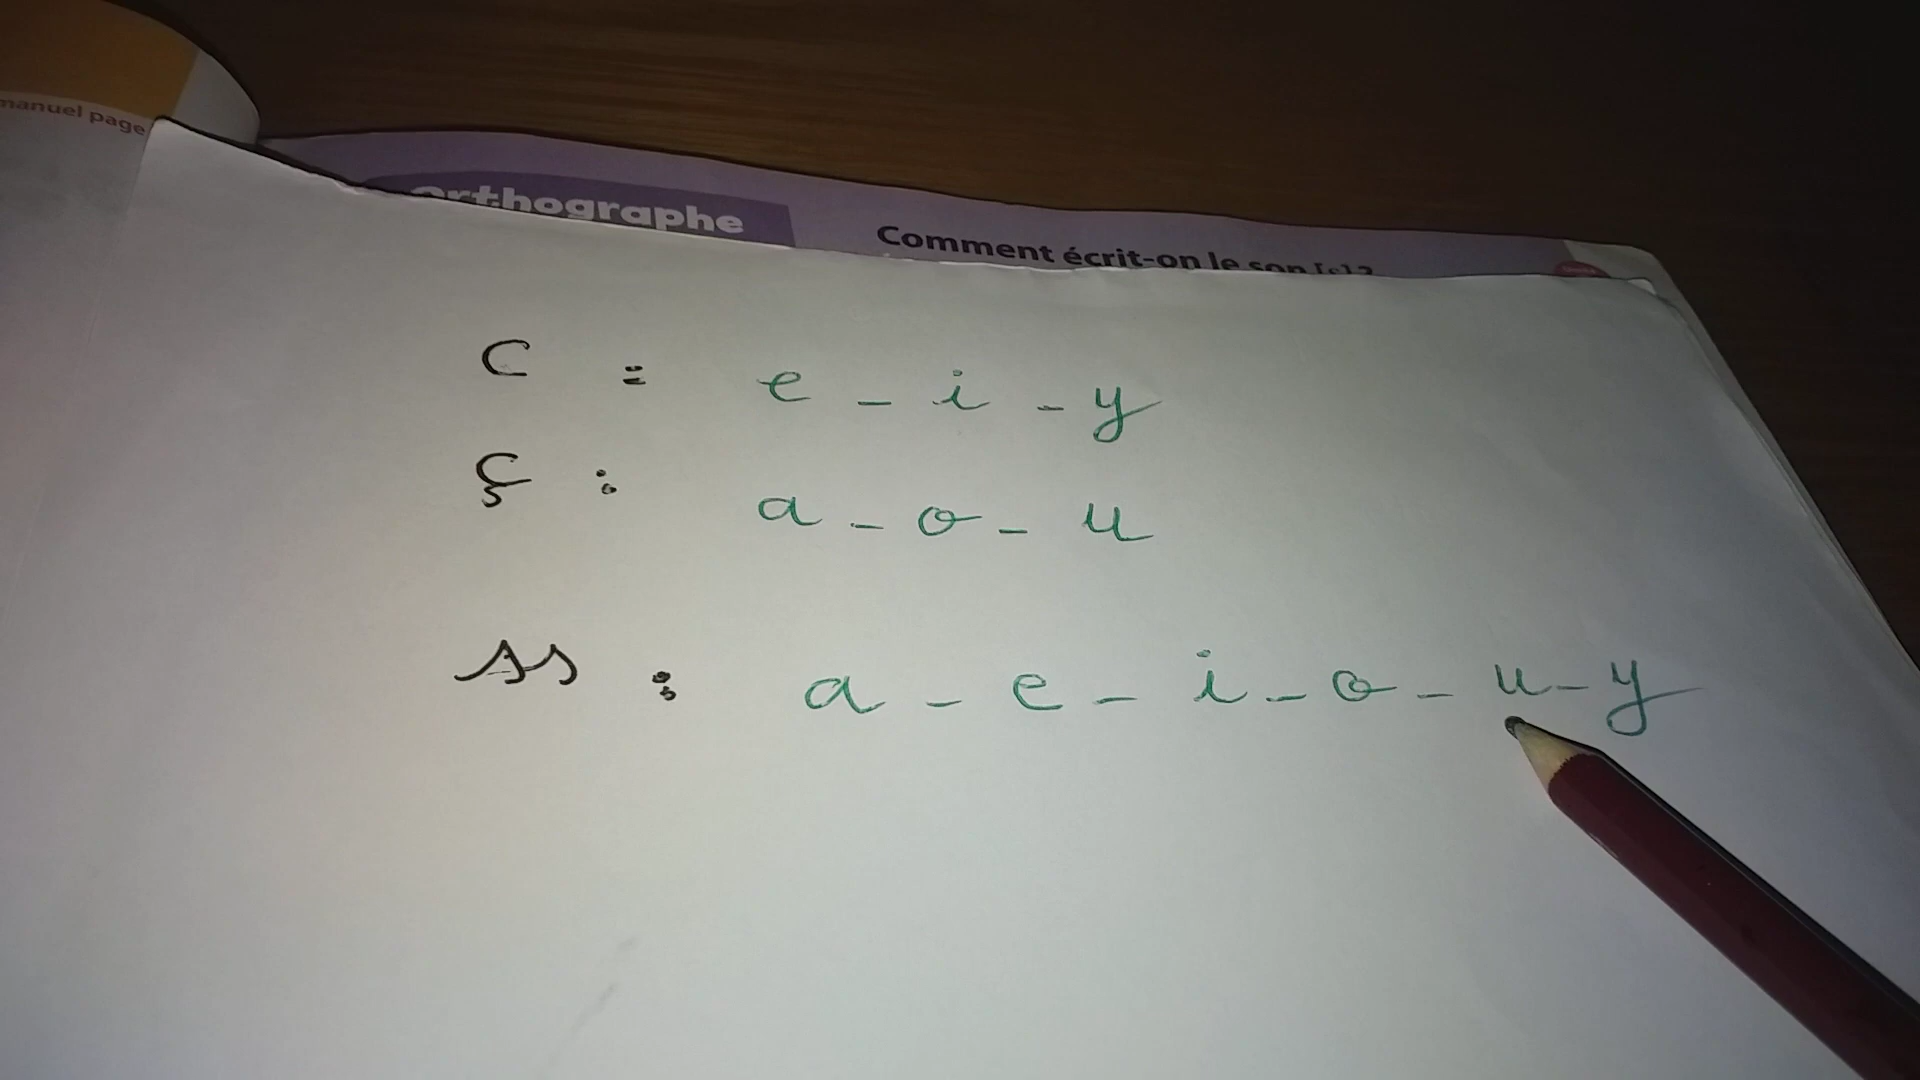 manuel page
orthographe
Comment écrit-on le son [s] ?
c : e - i - y
ç : a - o - u
ss : a - e - i - o - u - y